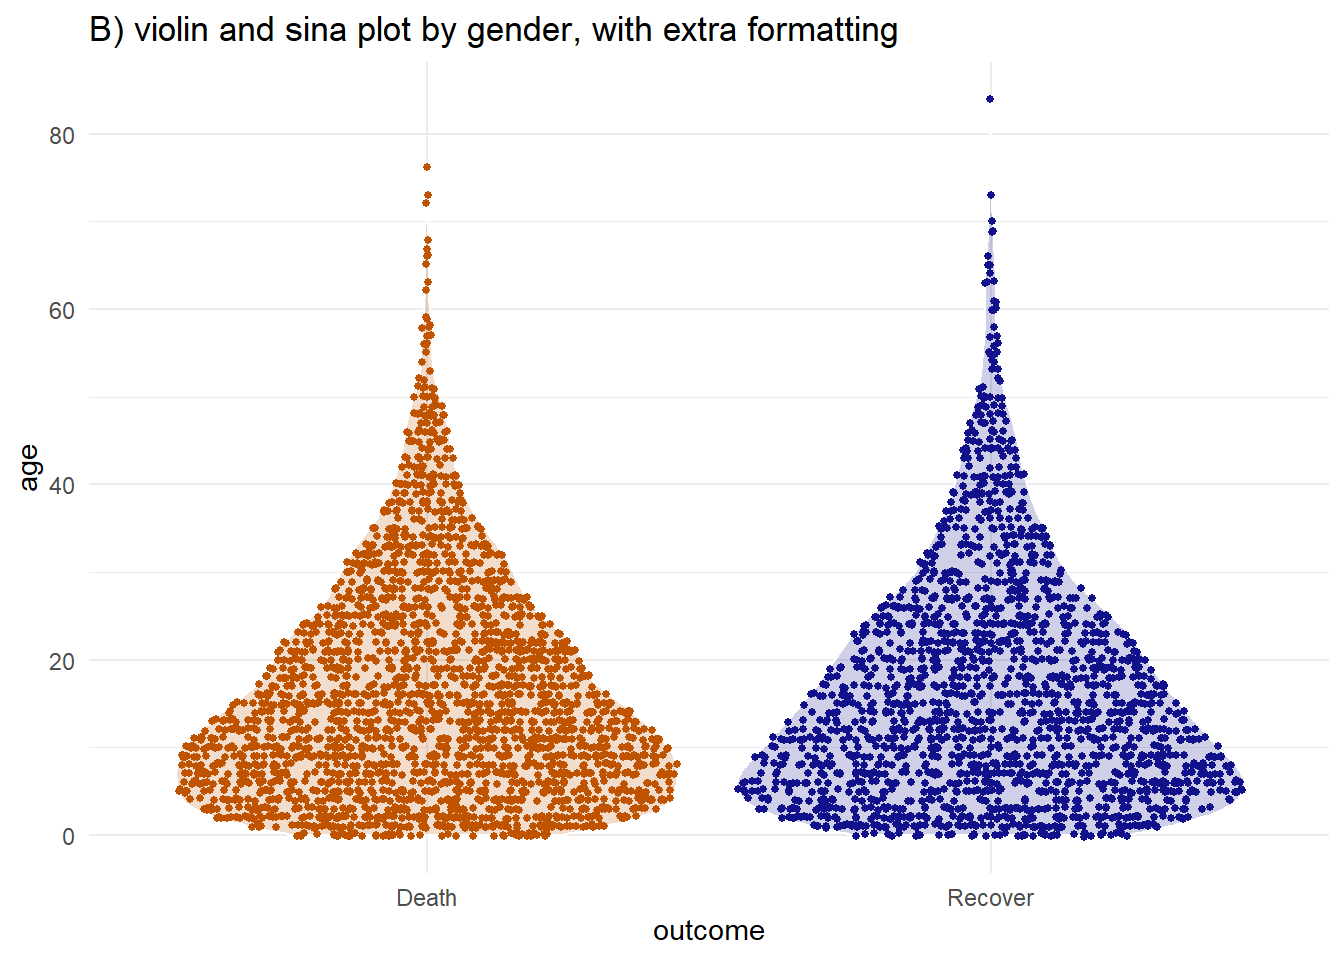 B) violin and sina plot by gender, with extra formatting
80
60
age
40
20
0
Death
Recover
outcome